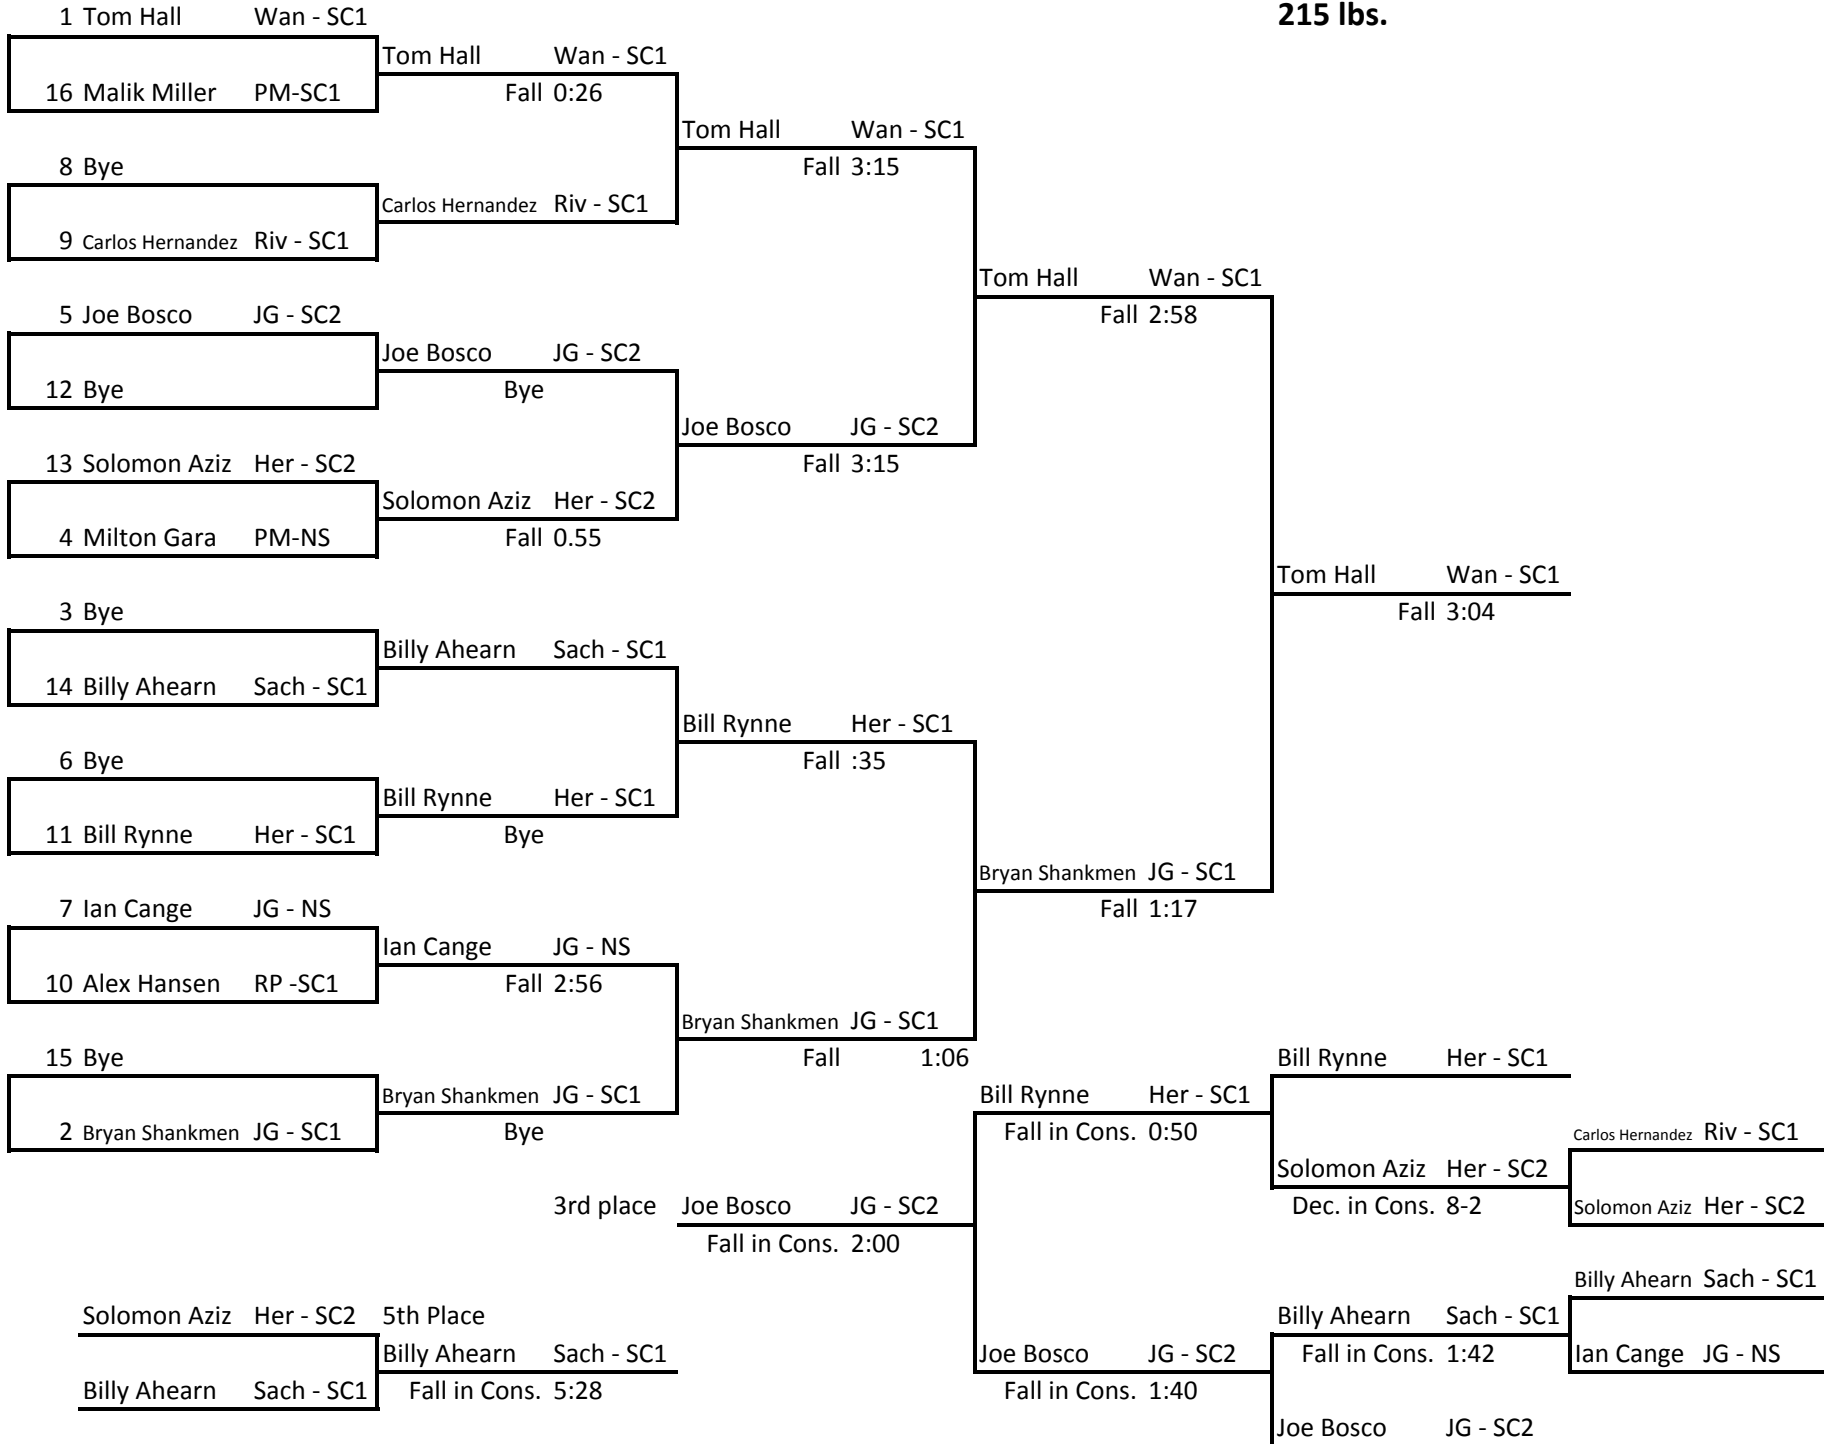 1 Tom Hall Wan - SC1 215 lbs.
Tom Hall Wan - SC1
16 Malik Miller PM-SC1 Fall 0:26
Tom Hall Wan - SC1
8 Bye Fall 3:15
Carlos Hernandez Riv - SC1
9 Carlos Hernandez Riv - SC1
Tom Hall Wan - SC1
5 Joe Bosco JG - SC2 Fall 2:58
Joe Bosco JG - SC2
12 Bye Bye
Joe Bosco JG - SC2
13 Solomon Aziz Her - SC2 Fall 3:15
Solomon Aziz Her - SC2
4 Milton Gara PM-NS Fall 0.55
Tom Hall Wan - SC1
3 Bye Fall 3:04
Billy Ahearn Sach - SC1
14 Billy Ahearn Sach - SC1
Bill Rynne Her - SC1
6 Bye Fall :35
Bill Rynne Her - SC1
11 Bill Rynne Her - SC1 Bye
Bryan Shankmen JG - SC1
7 Ian Cange JG - NS Fall 1:17
Ian Cange JG - NS
10 Alex Hansen RP -SC1 Fall 2:56
Bryan Shankmen JG - SC1
15 Bye Fall 1:06 Bill Rynne Her - SC1
Bryan Shankmen JG - SC1 Bill Rynne Her - SC1
2 Bryan Shankmen JG - SC1 Bye Fall in Cons. 0:50 Carlos Hernandez Riv - SC1
Solomon Aziz Her - SC2
3rd place Joe Bosco JG - SC2 Dec. in Cons. 8-2 Solomon Aziz Her - SC2
Fall in Cons. 2:00
Billy Ahearn Sach - SC1
Solomon Aziz Her - SC2 5th Place Billy Ahearn Sach - SC1
Billy Ahearn Sach - SC1 Joe Bosco JG - SC2 Fall in Cons. 1:42 Ian Cange JG - NS
Billy Ahearn Sach - SC1 Fall in Cons. 5:28 Fall in Cons. 1:40
Joe Bosco JG - SC2